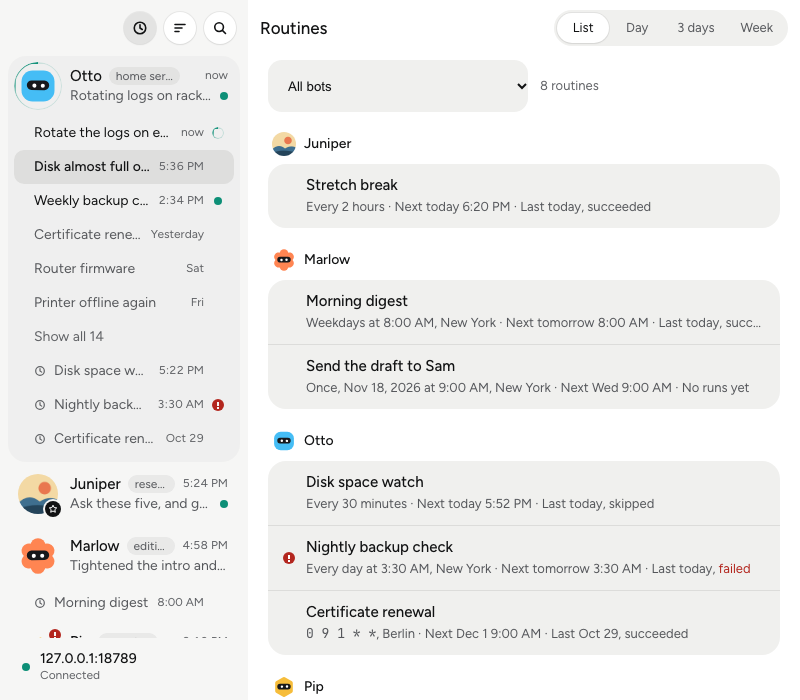 Otto home ser... now
Rotating logs on rack...
Rotate the logs on e... now
Disk almost full o... 5:36 PM
Weekly backup c... 2:34 PM
Certificate rene... Yesterday
Router firmware Sat
Printer offline again Fri
Show all 14
Disk space w... 5:22 PM
Nightly back... 3:30 AM
Certificate ren... Oct 29
Juniper rese... 5:24 PM
Ask these five, and g...
Marlow editi... 4:58 PM
Tightened the intro and...
Morning digest 8:00 AM
127.0.0.1:18789
Connected
Routines List Day 3 days Week
All bots 8 routines
Juniper
Stretch break
Every 2 hours · Next today 6:20 PM · Last today, succeeded
Marlow
Morning digest
Weekdays at 8:00 AM, New York · Next tomorrow 8:00 AM · Last today, succ...
Send the draft to Sam
Once, Nov 18, 2026 at 9:00 AM, New York · Next Wed 9:00 AM · No runs yet
Otto
Disk space watch
Every 30 minutes · Next today 5:52 PM · Last today, skipped
Nightly backup check
Every day at 3:30 AM, New York · Next tomorrow 3:30 AM · Last today, failed
Certificate renewal
0 9 1 * *, Berlin · Next Dec 1 9:00 AM · Last Oct 29, succeeded
Pip